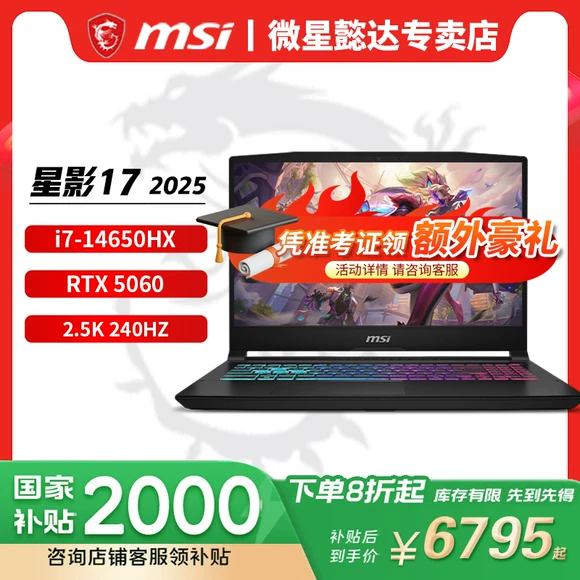 msi | 微星懿达专卖店
星影17 2025
i7-14650HX
RTX 5060
2.5K 240HZ
凭准考证领 额外豪礼
活动详情 请咨询客服
msi
国家补贴 2000
咨询店铺客服领补贴
下单8折起 库存有限 先到先得
补贴后到手价 ¥6795起